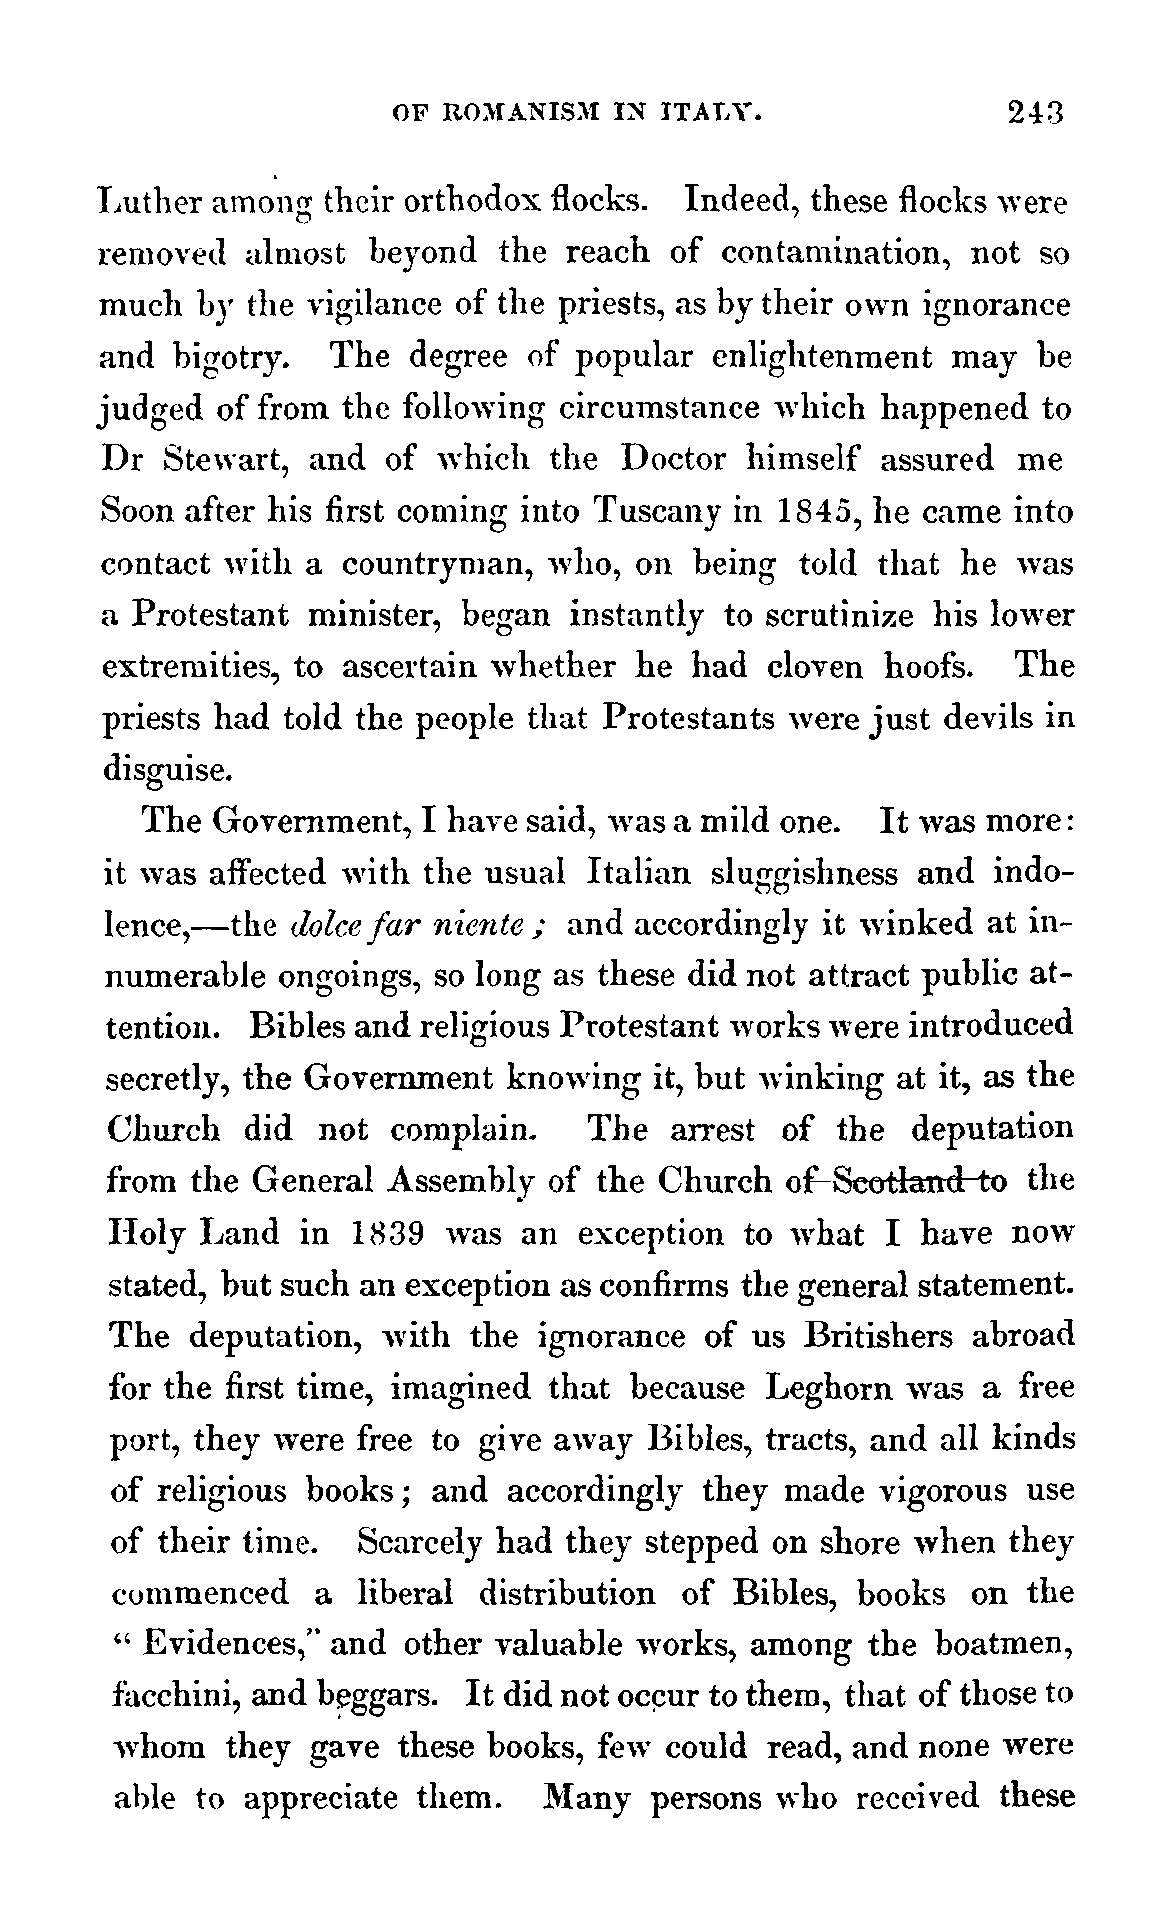 OF ROMANISM IN ITALY. 243
Luther among their orthodox flocks. Indeed, these flocks were
removed almost beyond the reach of contamination, not so
much by the vigilance of the priests, as by their own ignorance
and bigotry. The degree of popular enlightenment may be
judged of from the following circumstance which happened to
Dr Stewart, and of which the Doctor himself assured me
Soon after his first coming into Tuscany in 1845, he came into
contact with a countryman, who, on being told that he was
a Protestant minister, began instantly to scrutinize his lower
extremities, to ascertain whether he had cloven hoofs. The
priests had told the people that Protestants were just devils in
disguise.
The Government, I have said, was a mild one. It was more:
it was affected with the usual Italian sluggishness and indo-
lence,—the dolce far niente; and accordingly it winked at in-
numerable ongoings, so long as these did not attract public at-
tention. Bibles and religious Protestant works were introduced
secretly, the Government knowing it, but winking at it, as the
Church did not complain. The arrest of the deputation
from the General Assembly of the Church of Scotland to the
Holy Land in 1839 was an exception to what I have now
stated, but such an exception as confirms the general statement.
The deputation, with the ignorance of us Britishers abroad
for the first time, imagined that because Leghorn was a free
port, they were free to give away Bibles, tracts, and all kinds
of religious books; and accordingly they made vigorous use
of their time. Scarcely had they stepped on shore when they
commenced a liberal distribution of Bibles, books on the
“ Evidences,” and other valuable works, among the boatmen,
facchini, and beggars. It did not occur to them, that of those to
whom they gave these books, few could read, and none were
able to appreciate them. Many persons who received these